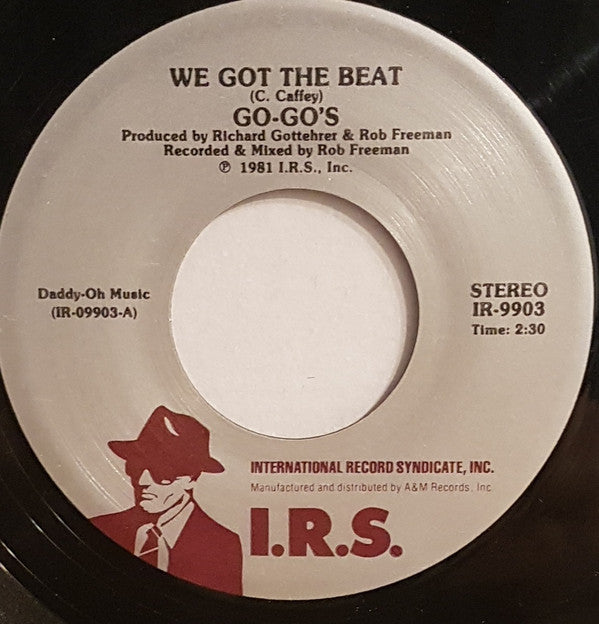 WE GOT THE BEAT
(C. Caffey)
GO-GO'S
Produced by Richard Gottehrer & Rob Freeman
Recorded & Mixed by Rob Freeman
℗ 1981 I.R.S., Inc.
Daddy-Oh Music
(IR-09903-A)
STEREO
IR-9903
Time: 2:30
INTERNATIONAL RECORD SYNDICATE, INC.
Manufactured and distributed by A&M Records, Inc.
I.R.S.